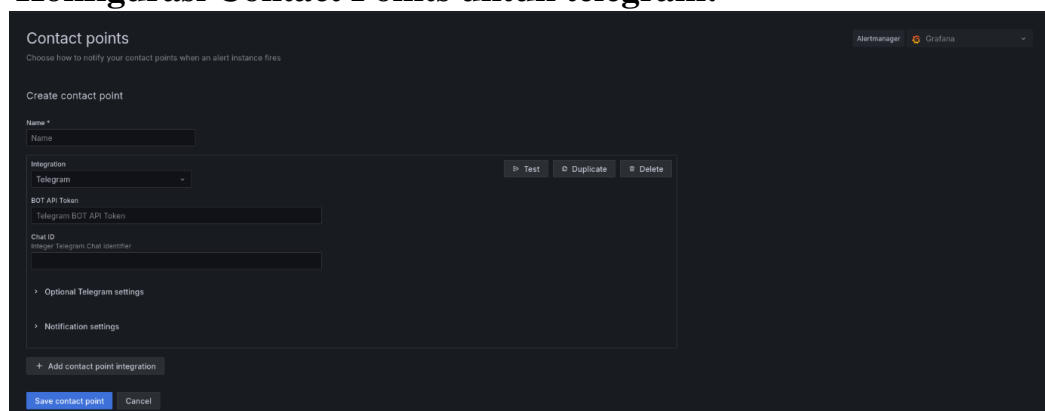 Konfigurasi Contact Points untuh telegram:
Contact points
Alertmanager Grafana
Choose how to notify your contact points when an alert instance fires
Create contact point
Name *
Name
Integration
Test Duplicate Delete
Telegram
BOT API Token
Telegram BOT API Token
Chat ID
Integer Telegram Chat Identifier
Optional Telegram settings
Notification settings
+ Add contact point integration
Save contact point Cancel